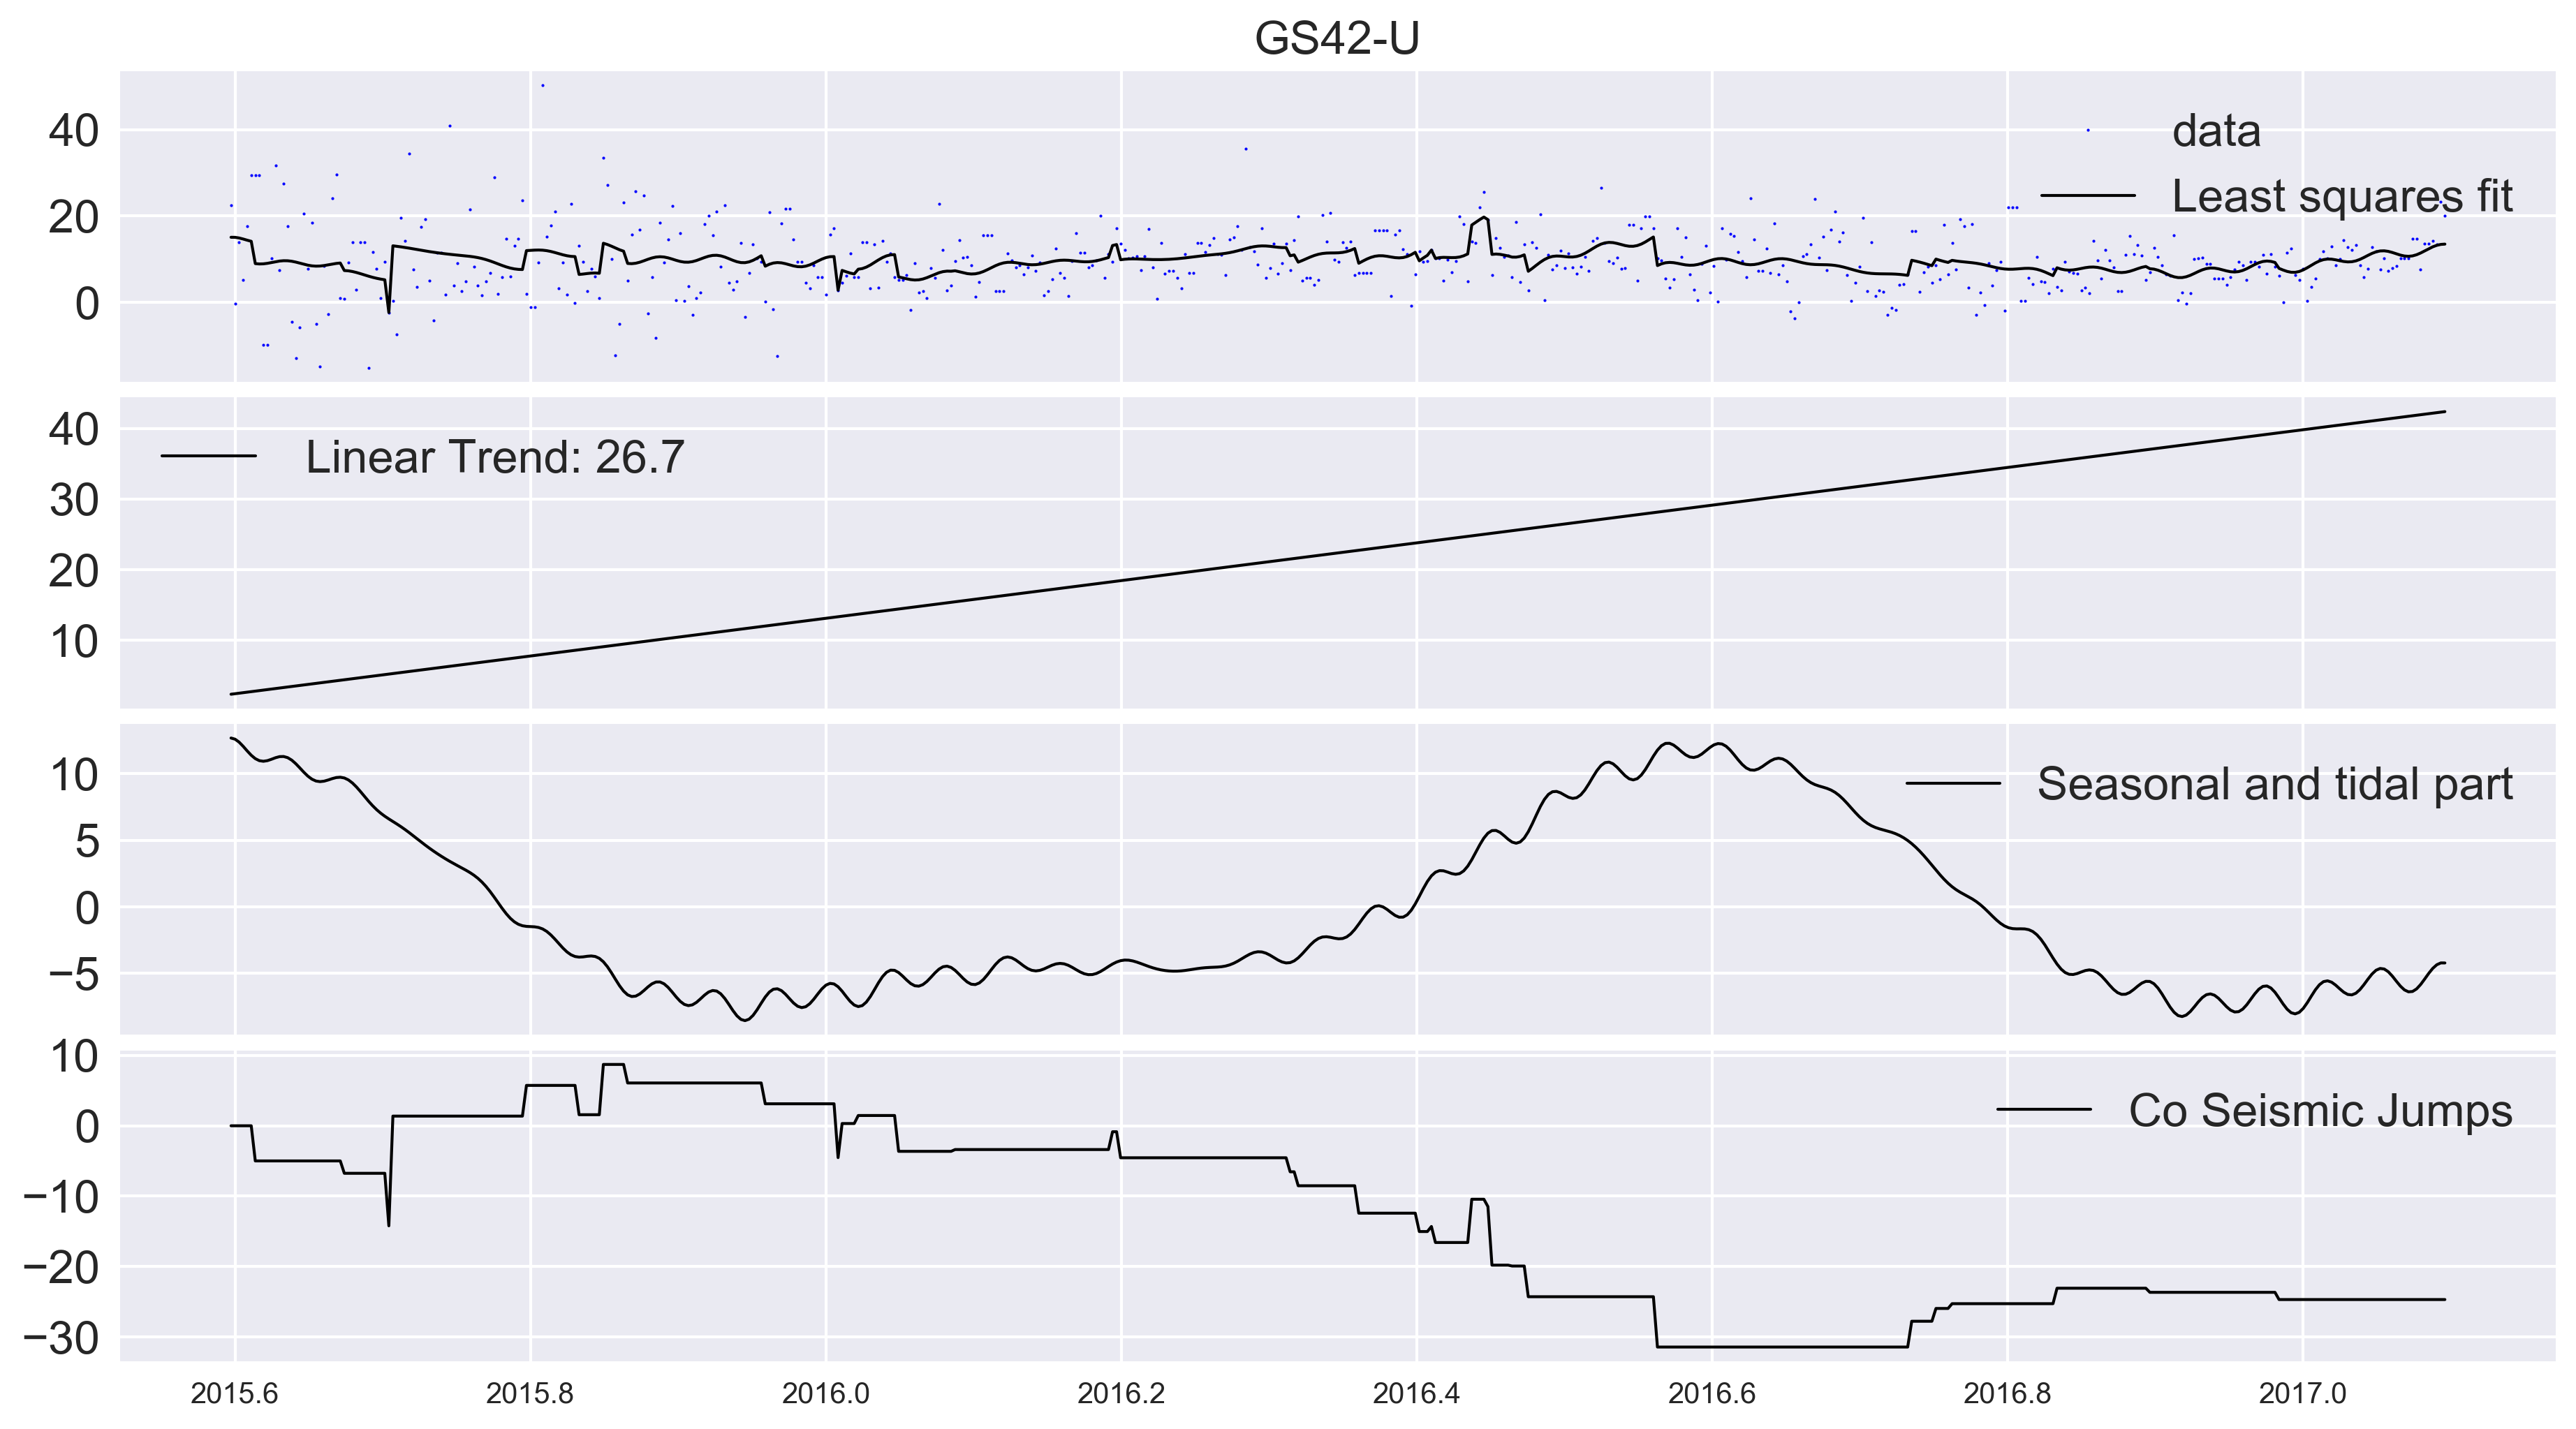 GS42-U
40
20
0
data
Least squares fit
40
30
20
10
Linear Trend: 26.7
10
5
0
−5
Seasonal and tidal part
10
0
−10
−20
−30
Co Seismic Jumps
2015.6 2015.8 2016.0 2016.2 2016.4 2016.6 2016.8 2017.0